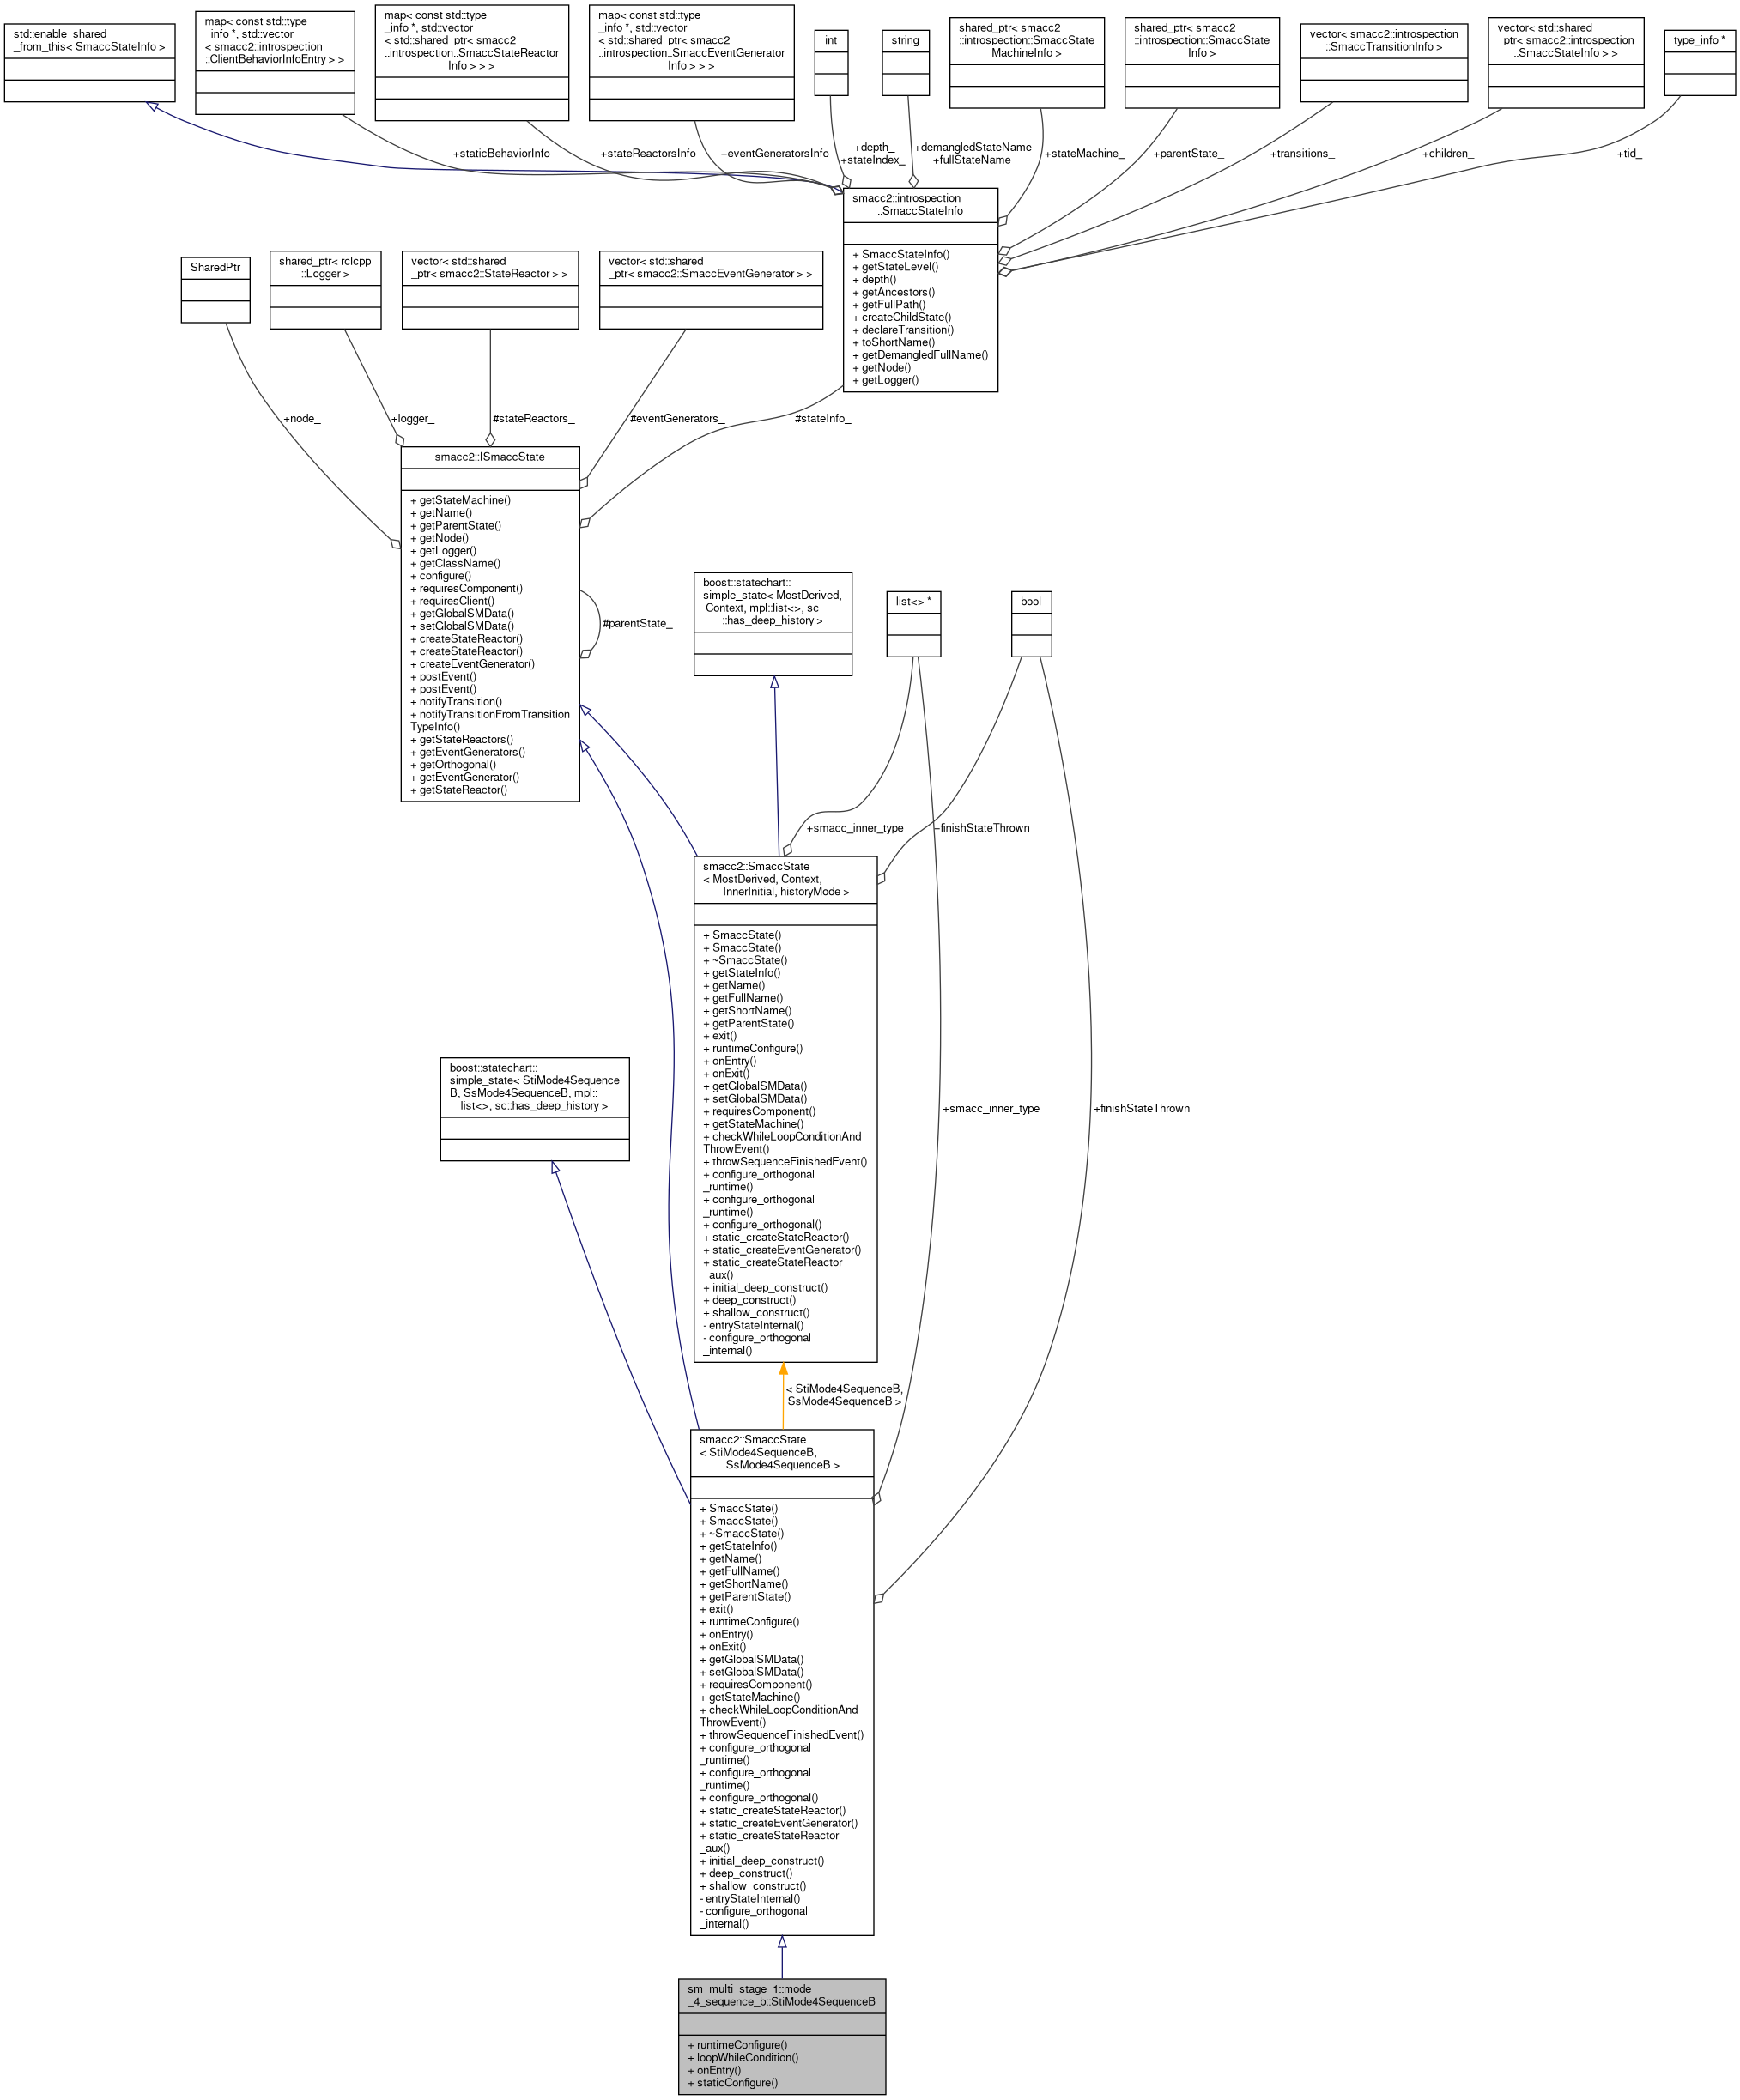 std::enable_shared
_from_this< SmaccStateInfo >
map< const std::type
_info *, std::vector
< smacc2::introspection
::ClientBehaviorInfoEntry > >
map< const std::type
_info *, std::vector
< std::shared_ptr< smacc2
::introspection::SmaccStateReactor
Info > > >
map< const std::type
_info *, std::vector
< std::shared_ptr< smacc2
::introspection::SmaccEventGenerator
Info > > >
int
string
shared_ptr< smacc2
::introspection::SmaccState
MachineInfo >
shared_ptr< smacc2
::introspection::SmaccState
Info >
vector< smacc2::introspection
::SmaccTransitionInfo >
vector< std::shared
_ptr< smacc2::introspection
::SmaccStateInfo > >
type_info *
+staticBehaviorInfo
+stateReactorsInfo
+eventGeneratorsInfo
+depth_
+stateIndex_
+demangledStateName
+fullStateName
+stateMachine_
+parentState_
+transitions_
+children_
+tid_
smacc2::introspection
::SmaccStateInfo
+ SmaccStateInfo()
+ getStateLevel()
+ depth()
+ getAncestors()
+ getFullPath()
+ createChildState()
+ declareTransition()
+ toShortName()
+ getDemangledFullName()
+ getNode()
+ getLogger()
SharedPtr
shared_ptr< rclcpp
::Logger >
vector< std::shared
_ptr< smacc2::StateReactor > >
vector< std::shared
_ptr< smacc2::SmaccEventGenerator > >
+node_
+logger_
#stateReactors_
#eventGenerators_
#stateInfo_
smacc2::ISmaccState
+ getStateMachine()
+ getName()
+ getParentState()
+ getNode()
+ getLogger()
+ getClassName()
+ configure()
+ requiresComponent()
+ requiresClient()
+ getGlobalSMData()
+ setGlobalSMData()
+ createStateReactor()
+ createStateReactor()
+ createEventGenerator()
+ postEvent()
+ postEvent()
+ notifyTransition()
+ notifyTransitionFromTransition
TypeInfo()
+ getStateReactors()
+ getEventGenerators()
+ getOrthogonal()
+ getEventGenerator()
+ getStateReactor()
#parentState_
boost::statechart::
simple_state< MostDerived,
Context, mpl::list<>, sc
::has_deep_history >
list<> *
bool
+smacc_inner_type
+finishStateThrown
smacc2::SmaccState
< MostDerived, Context,
InnerInitial, historyMode >
+ SmaccState()
+ SmaccState()
+ ~SmaccState()
+ getStateInfo()
+ getName()
+ getFullName()
+ getShortName()
+ getParentState()
+ exit()
+ runtimeConfigure()
+ onEntry()
+ onExit()
+ getGlobalSMData()
+ setGlobalSMData()
+ requiresComponent()
+ getStateMachine()
+ checkWhileLoopConditionAnd
ThrowEvent()
+ throwSequenceFinishedEvent()
+ configure_orthogonal
_runtime()
+ configure_orthogonal
_runtime()
+ configure_orthogonal()
+ static_createStateReactor()
+ static_createEventGenerator()
+ static_createStateReactor
_aux()
+ initial_deep_construct()
+ deep_construct()
+ shallow_construct()
- entryStateInternal()
- configure_orthogonal
_internal()
boost::statechart::
simple_state< StiMode4Sequence
B, SsMode4SequenceB, mpl::
list<>, sc::has_deep_history >
+smacc_inner_type
+finishStateThrown
< StiMode4SequenceB,
SsMode4SequenceB >
smacc2::SmaccState
< StiMode4SequenceB,
SsMode4SequenceB >
+ SmaccState()
+ SmaccState()
+ ~SmaccState()
+ getStateInfo()
+ getName()
+ getFullName()
+ getShortName()
+ getParentState()
+ exit()
+ runtimeConfigure()
+ onEntry()
+ onExit()
+ getGlobalSMData()
+ setGlobalSMData()
+ requiresComponent()
+ getStateMachine()
+ checkWhileLoopConditionAnd
ThrowEvent()
+ throwSequenceFinishedEvent()
+ configure_orthogonal
_runtime()
+ configure_orthogonal
_runtime()
+ configure_orthogonal()
+ static_createStateReactor()
+ static_createEventGenerator()
+ static_createStateReactor
_aux()
+ initial_deep_construct()
+ deep_construct()
+ shallow_construct()
- entryStateInternal()
- configure_orthogonal
_internal()
sm_multi_stage_1::mode
_4_sequence_b::StiMode4SequenceB
+ runtimeConfigure()
+ loopWhileCondition()
+ onEntry()
+ staticConfigure()